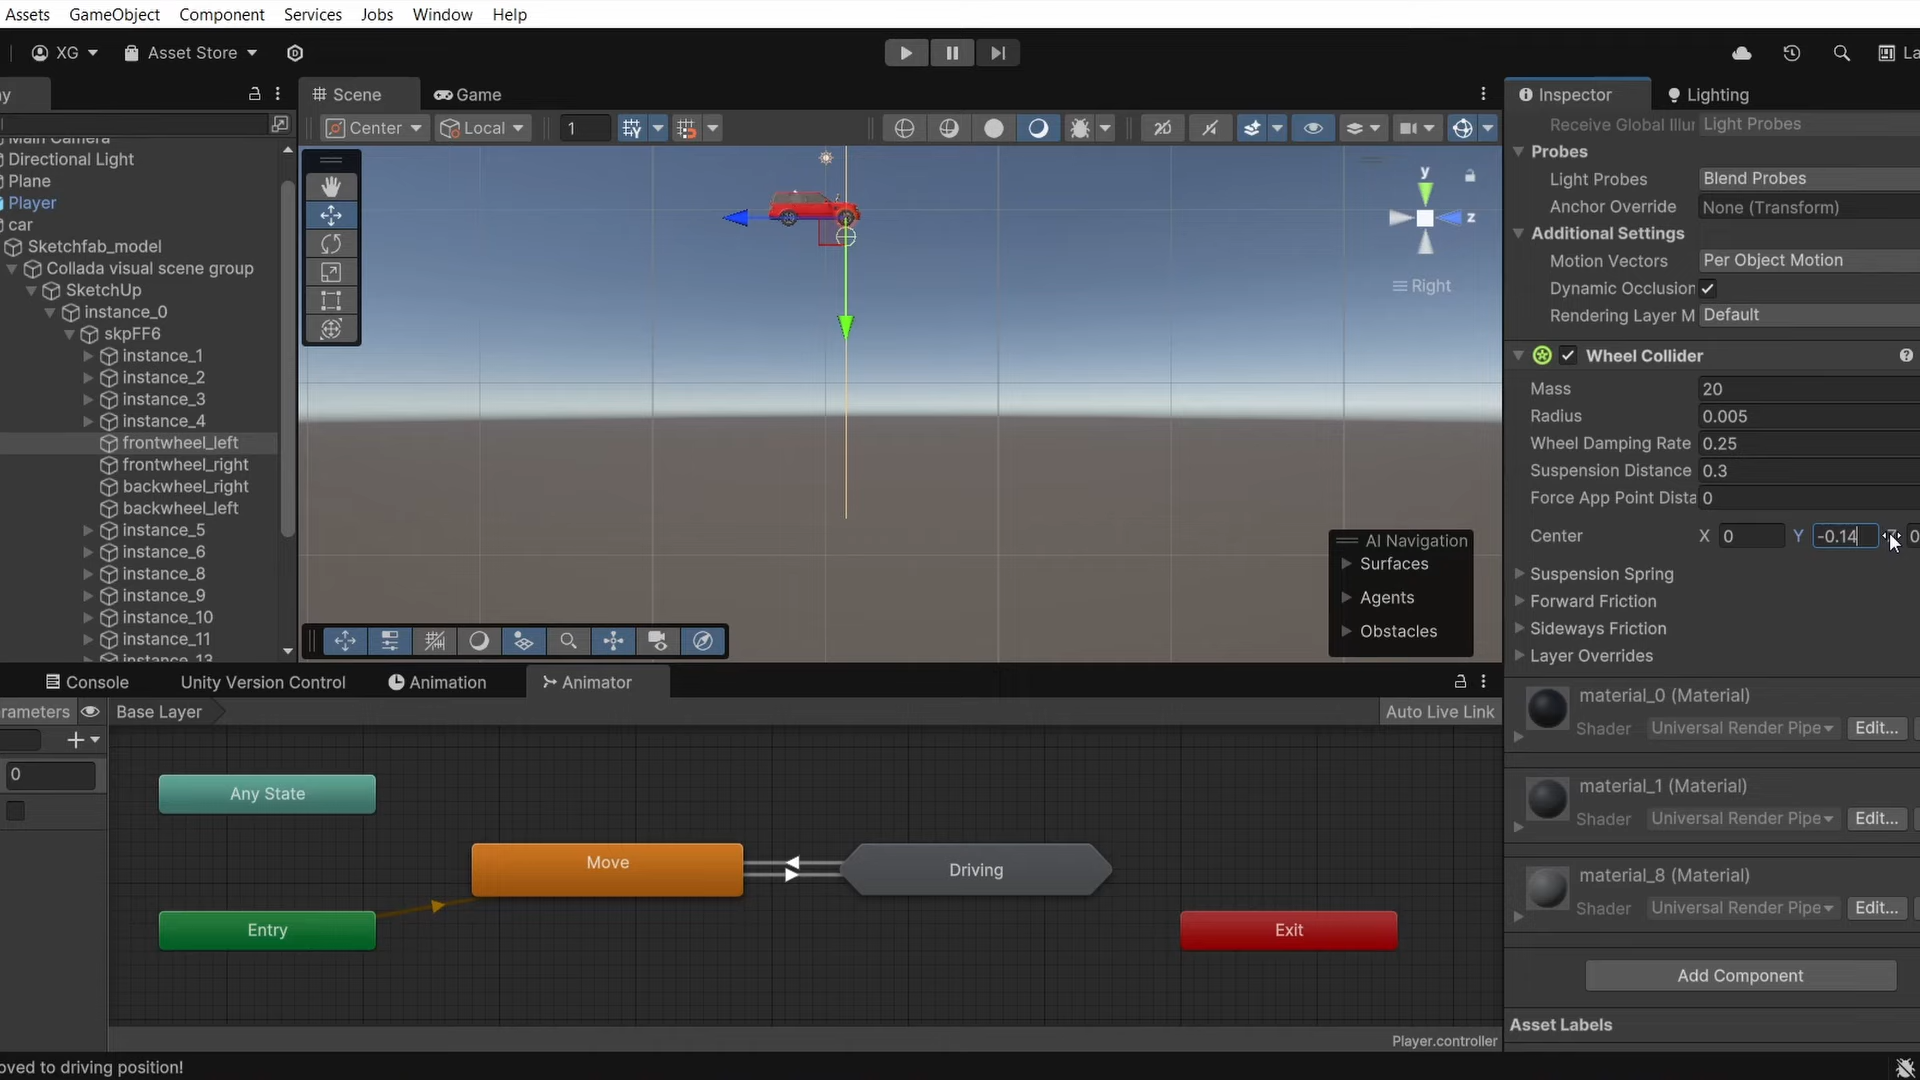 Assets GameObject Component Services Jobs Window Help
XG Asset Store La
y Scene Game Inspector Lighting
Center Local 1 2D
Main Camera
Directional Light
Plane
Player
car
Sketchfab_model
Collada visual scene group
SketchUp
instance_0
skpFF6
instance_1
instance_2
instance_3
instance_4
frontwheel_left
frontwheel_right
backwheel_right
backwheel_left
instance_5
instance_6
instance_8
instance_9
instance_10
instance_11
instance_13
y
z
Right
AI Navigation
Surfaces
Agents
Obstacles
Receive Global Illur Light Probes
Probes
Light Probes Blend Probes
Anchor Override None (Transform)
Additional Settings
Motion Vectors Per Object Motion
Dynamic Occlusion
Rendering Layer M Default
Wheel Collider
Mass 20
Radius 0.005
Wheel Damping Rate 0.25
Suspension Distance 0.3
Force App Point Dista 0
Center X 0 Y -0.14 Z 0
Suspension Spring
Forward Friction
Sideways Friction
Layer Overrides
material_0 (Material)
Shader Universal Render Pipe Edit...
material_1 (Material)
Shader Universal Render Pipe Edit...
material_8 (Material)
Shader Universal Render Pipe Edit...
Add Component
Asset Labels
Console Unity Version Control Animation Animator
rameters Base Layer Auto Live Link
0
Any State
Move
Driving
Entry
Exit
Player.controller
oved to driving position!